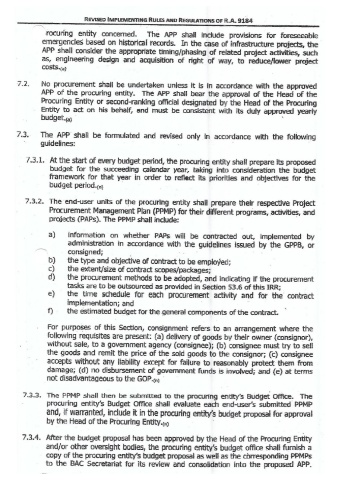 REVISED IMPLEMENTING RULES AND REGULATIONS OF R.A. 9184
rocuring entity concerned. The APP shall include provisions for foreseeable
emergencies based on historical records. In the case of infrastructure projects, the
APP shall consider the appropriate timing/phasing of related project activities, such
as, engineering design and acquisition of right of way, to reduce/lower project
costs.(a)
7.2. No procurement shall be undertaken unless it is in accordance with the approved
APP of the procuring entity. The APP shall bear the approval of the Head of the
Procuring Entity or second-ranking official designated by the Head of the Procuring
Entity to act on his behalf, and must be consistent with its duly approved yearly
budget.(a)
7.3. The APP shall be formulated and revised only in accordance with the following
guidelines:
7.3.1. At the start of every budget period, the procuring entity shall prepare its proposed
budget for the succeeding calendar year, taking into consideration the budget
framework for that year in order to reflect its priorities and objectives for the
budget period.(n)
7.3.2. The end-user units of the procuring entity shall prepare their respective Project
Procurement Management Plan (PPMP) for their different programs, activities, and
projects (PAPs). The PPMP shall include:
a) information on whether PAPs will be contracted out, implemented by
administration in accordance with the guidelines issued by the GPPB, or
consigned;
b) the type and objective of contract to be employed;
c) the extent/size of contract scopes/packages;
d) the procurement methods to be adopted, and indicating if the procurement
tasks are to be outsourced as provided in Section 53.6 of this IRR;
e) the time schedule for each procurement activity and for the contract
implementation; and
f) the estimated budget for the general components of the contract.
For purposes of this Section, consignment refers to an arrangement where the
following requisites are present: (a) delivery of goods by their owner (consignor),
without sale, to a government agency (consignee); (b) consignee must try to sell
the goods and remit the price of the sold goods to the consignor; (c) consignee
accepts without any liability except for failure to reasonably protect them from
damage; (d) no disbursement of government funds is involved; and (e) at terms
not disadvantageous to the GOP.(n)
7.3.3. The PPMP shall then be submitted to the procuring entity's Budget Office. The
procuring entity's Budget Office shall evaluate each end-user's submitted PPMP
and, if warranted, include it in the procuring entity's budget proposal for approval
by the Head of the Procuring Entity.(n)
7.3.4. After the budget proposal has been approved by the Head of the Procuring Entity
and/or other oversight bodies, the procuring entity's budget office shall furnish a
copy of the procuring entity's budget proposal as well as the corresponding PPMPs
to the BAC Secretariat for its review and consolidation into the proposed APP.